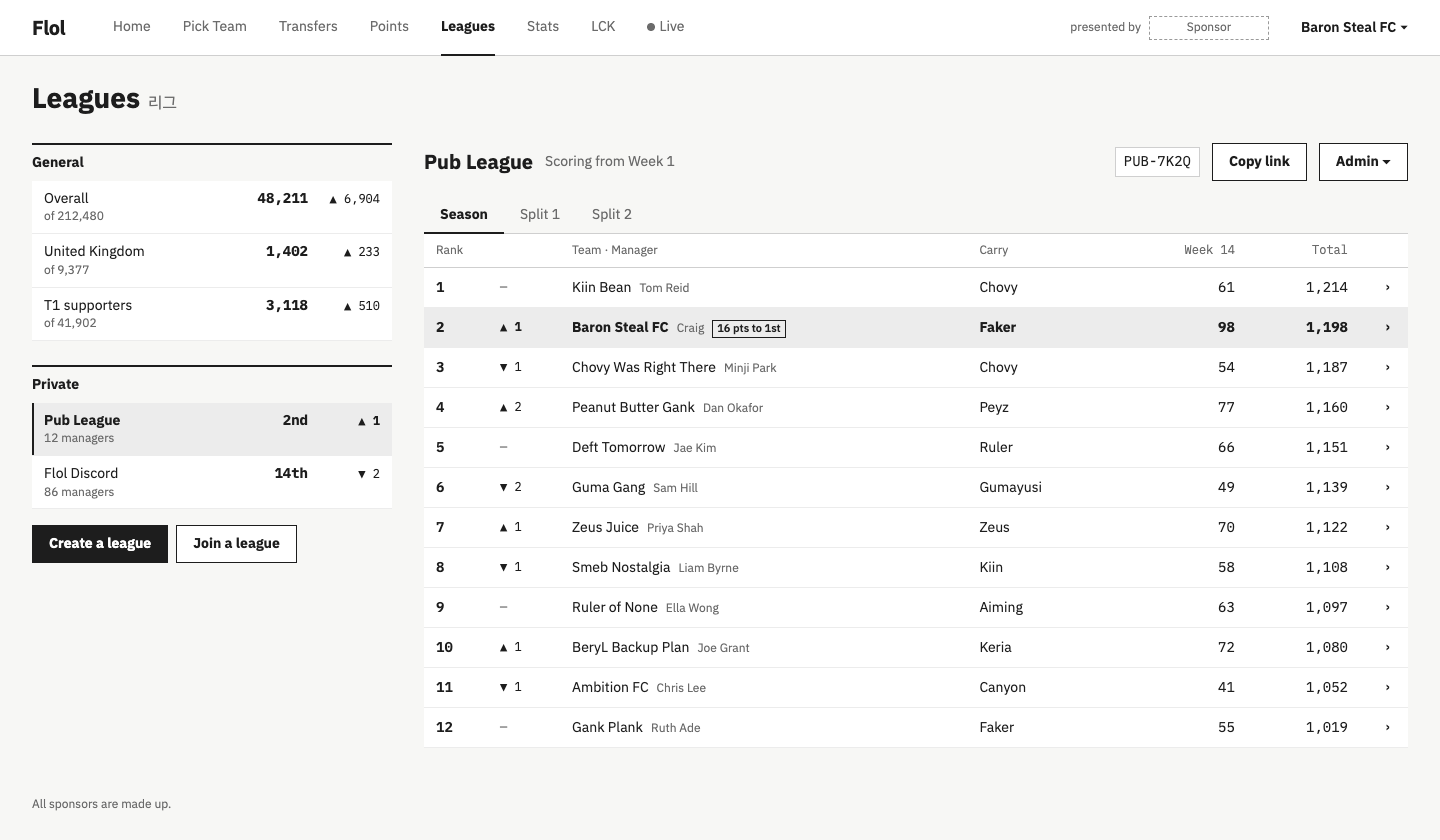 Flol Home Pick Team Transfers Points Leagues Stats LCK ● Live presented by Sponsor Baron Steal FC ▾
Leagues 리그
General
Overall 48,211 ▲ 6,904
of 212,480
United Kingdom 1,402 ▲ 233
of 9,377
T1 supporters 3,118 ▲ 510
of 41,902
Private
Pub League 2nd ▲ 1
12 managers
Flol Discord 14th ▼ 2
86 managers
Create a league Join a league
Pub League Scoring from Week 1 PUB-7K2Q Copy link Admin ▾
Season Split 1 Split 2
Rank Team · Manager Carry Week 14 Total
1 – Kiin Bean Tom Reid Chovy 61 1,214 ›
2 ▲ 1 Baron Steal FC Craig 16 pts to 1st Faker 98 1,198 ›
3 ▼ 1 Chovy Was Right There Minji Park Chovy 54 1,187 ›
4 ▲ 2 Peanut Butter Gank Dan Okafor Peyz 77 1,160 ›
5 – Deft Tomorrow Jae Kim Ruler 66 1,151 ›
6 ▼ 2 Guma Gang Sam Hill Gumayusi 49 1,139 ›
7 ▲ 1 Zeus Juice Priya Shah Zeus 70 1,122 ›
8 ▼ 1 Smeb Nostalgia Liam Byrne Kiin 58 1,108 ›
9 – Ruler of None Ella Wong Aiming 63 1,097 ›
10 ▲ 1 BeryL Backup Plan Joe Grant Keria 72 1,080 ›
11 ▼ 1 Ambition FC Chris Lee Canyon 41 1,052 ›
12 – Gank Plank Ruth Ade Faker 55 1,019 ›
All sponsors are made up.